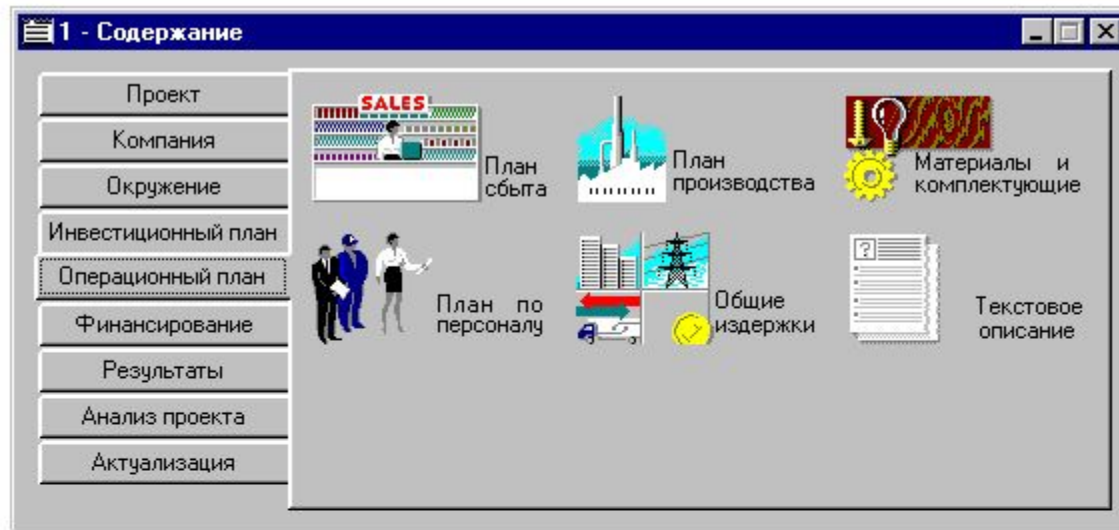 1 - Содержание
Проект
Компания
Окружение
Инвестиционный план
Операционный план
Финансирование
Результаты
Анализ проекта
Актуализация
SALES
План
сбыта
План
производства
Материалы и
комплектующие
План по
персоналу
Общие
издержки
?
Текстовое
описание